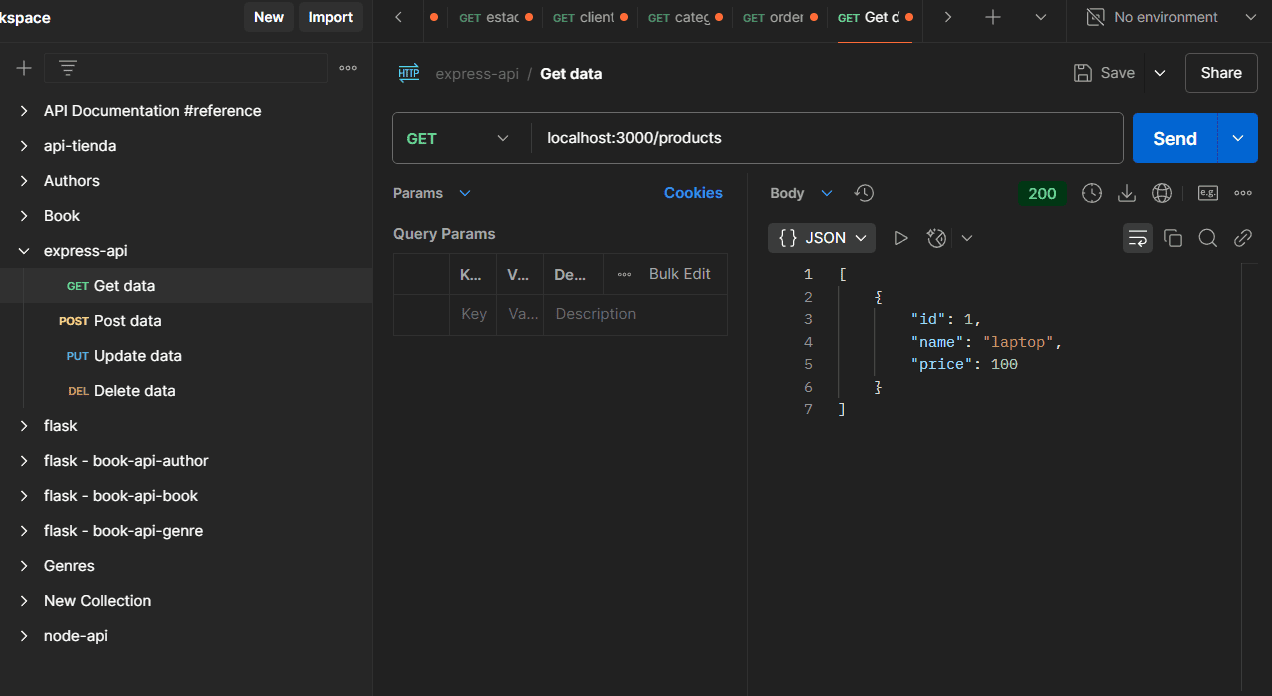 kspace
New Import
GET estac GET client GET categ GET order GET Get d
No environment
HTTP express-api / Get data
Save Share
GET localhost:3000/products Send
API Documentation #reference
api-tienda
Authors
Book
express-api
GET Get data
POST Post data
PUT Update data
DEL Delete data
flask
flask - book-api-author
flask - book-api-book
flask - book-api-genre
Genres
New Collection
node-api
Params Cookies
Query Params
K... V... De... Bulk Edit
Key Va... Description
Body 200 e.g.
{} JSON
1 [
2 {
3 "id": 1,
4 "name": "laptop",
5 "price": 100
6 }
7 ]